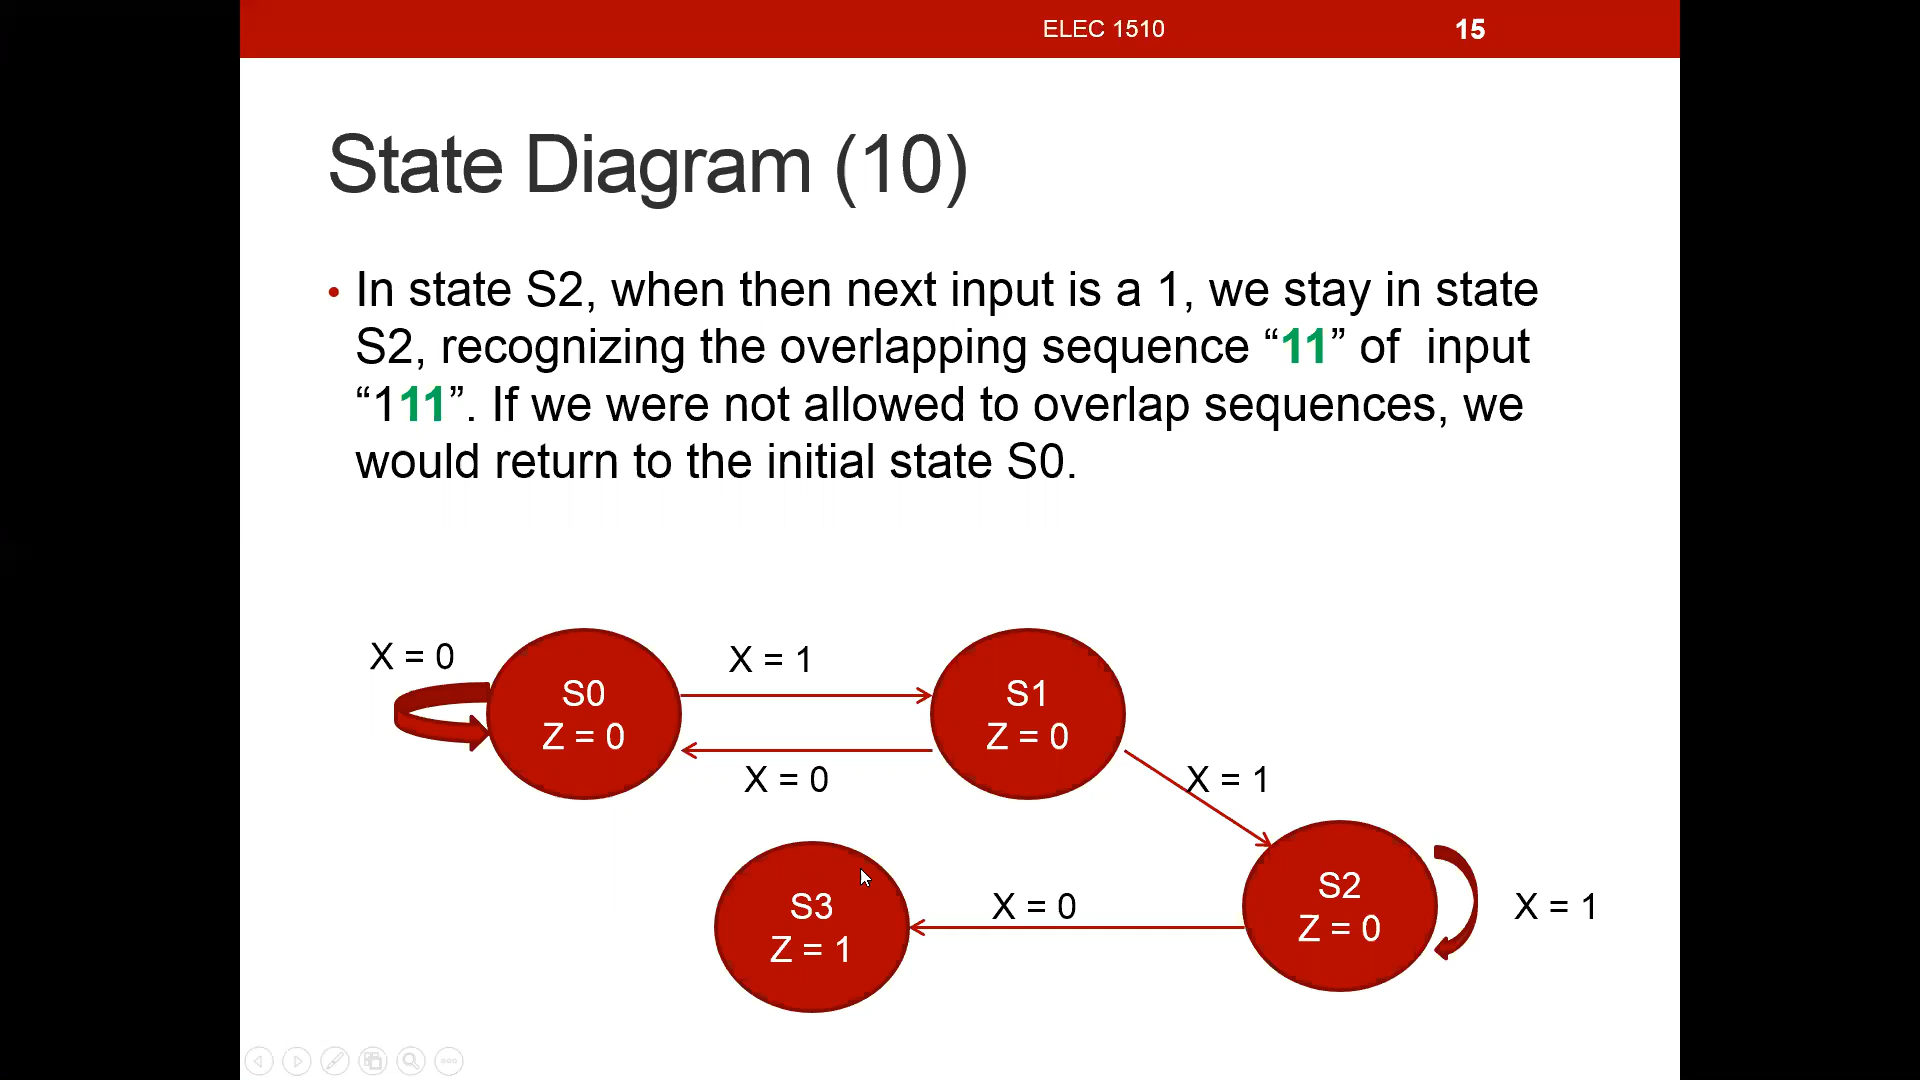 ELEC 1510
15
State Diagram (10)
• In state S2, when then next input is a 1, we stay in state
S2, recognizing the overlapping sequence “11” of input
“111”. If we were not allowed to overlap sequences, we
would return to the initial state S0.
X = 0
S0
Z = 0
X = 1
X = 0
S1
Z = 0
X = 1
S3
Z = 1
X = 0
S2
Z = 0
X = 1